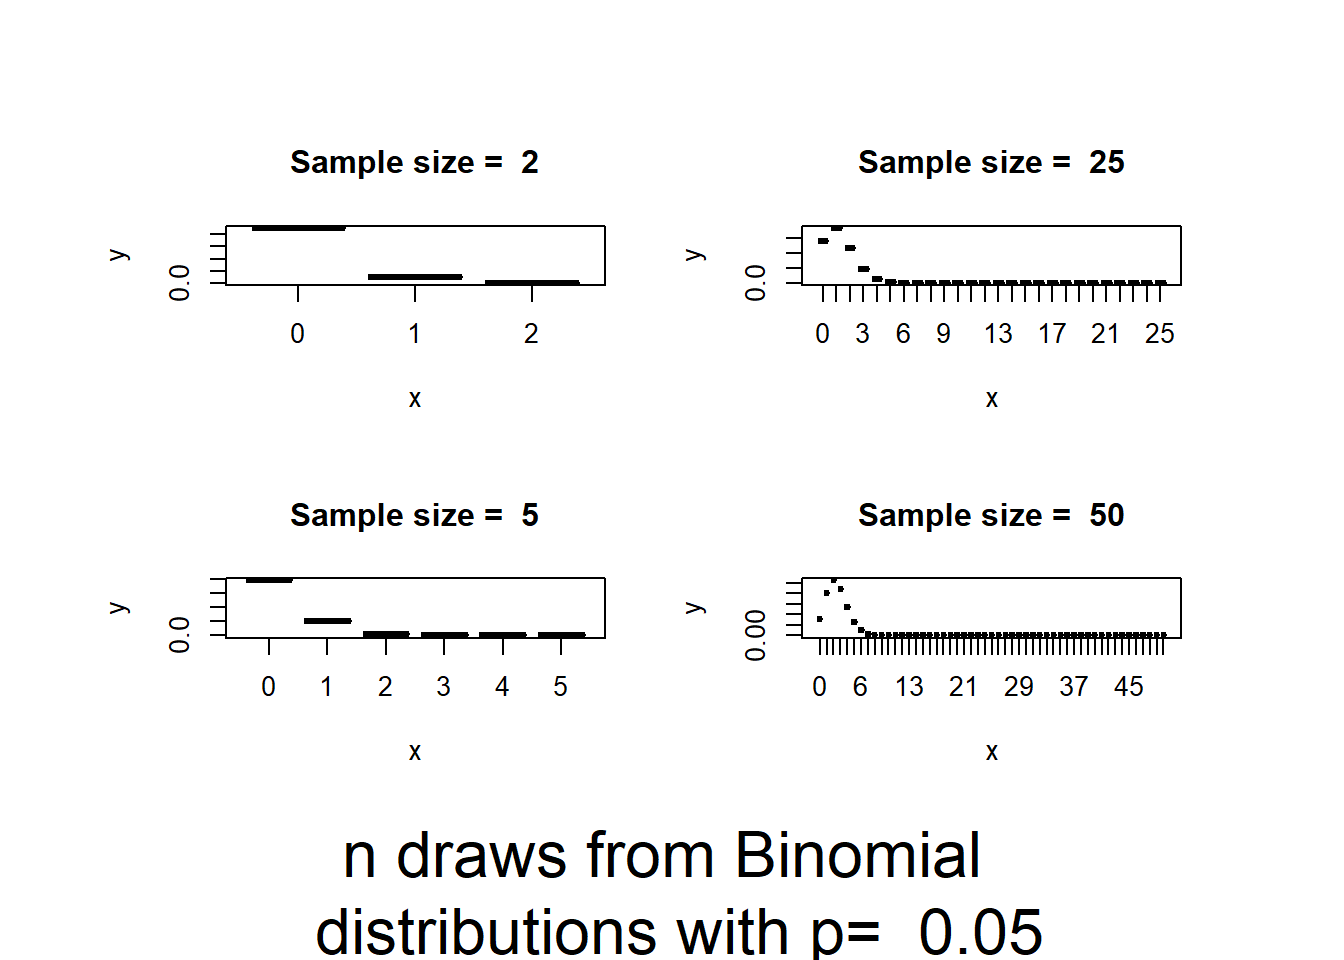 Sample size =  2
y
0.0
0 1 2
x
Sample size =  25
y
0.0
0 3 6 9 13 17 21 25
x
Sample size =  5
y
0.0
0 1 2 3 4 5
x
Sample size =  50
y
0.00
0 6 13 21 29 37 45
x
n draws from Binomial
distributions with p=  0.05